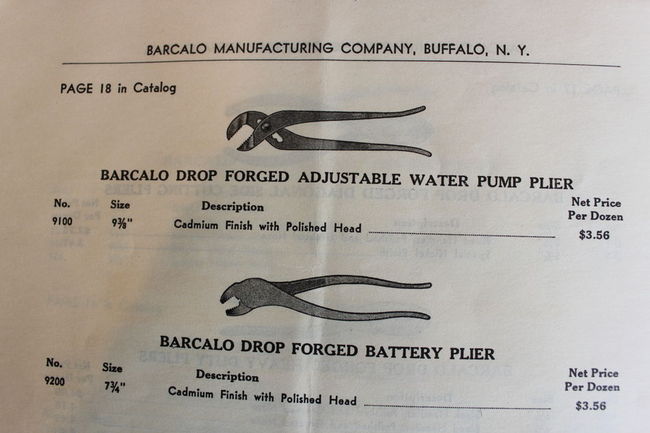 BARCALO MANUFACTURING COMPANY, BUFFALO, N. Y.
PAGE 18 in Catalog
BARCALO DROP FORGED ADJUSTABLE WATER PUMP PLIER
No. Size Description Net Price Per Dozen
9100 9⅜" Cadmium Finish with Polished Head $3.56
BARCALO DROP FORGED BATTERY PLIER
No. Size Description Net Price Per Dozen
9200 7¾" Cadmium Finish with Polished Head $3.56